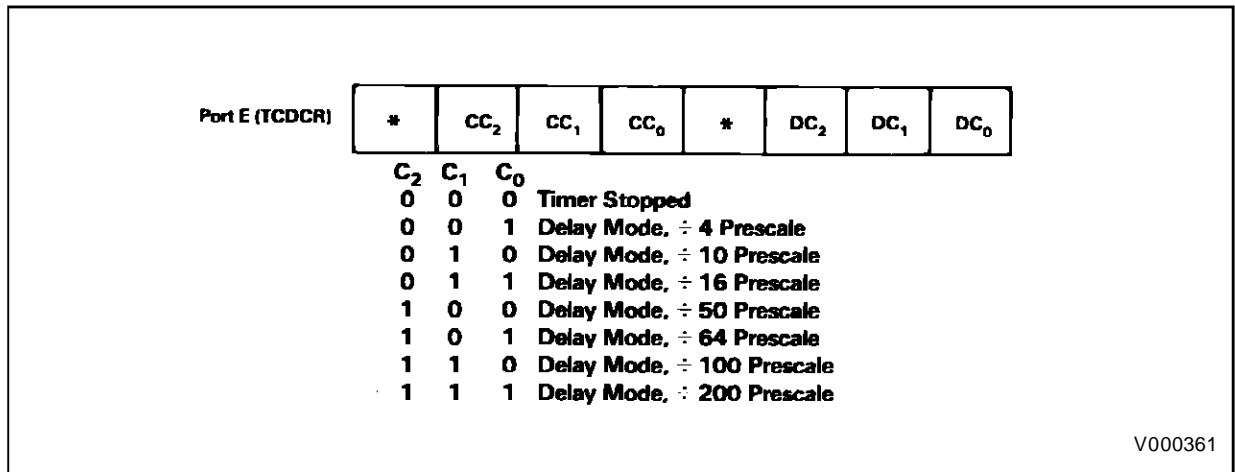 Port E (TCDCR) * CC₂ CC₁ CC₀ * DC₂ DC₁ DC₀
C₂ C₁ C₀
0 0 0 Timer Stopped
0 0 1 Delay Mode, ÷ 4 Prescale
0 1 0 Delay Mode, ÷ 10 Prescale
0 1 1 Delay Mode, ÷ 16 Prescale
1 0 0 Delay Mode, ÷ 50 Prescale
1 0 1 Delay Mode, ÷ 64 Prescale
1 1 0 Delay Mode, ÷ 100 Prescale
1 1 1 Delay Mode, ÷ 200 Prescale
V000361